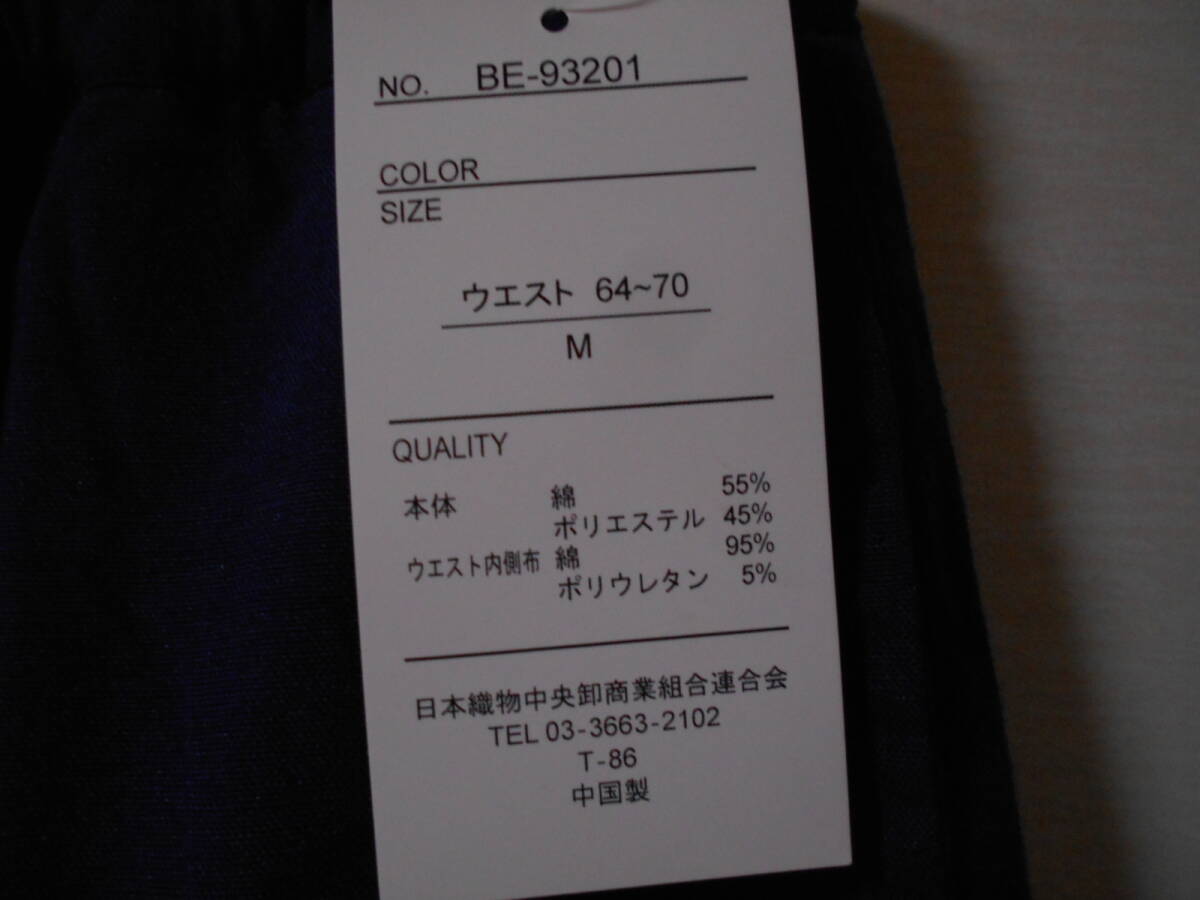 NO. BE-93201
COLOR
SIZE
ウエスト 64~70
M
QUALITY
本体 綿 55%
ポリエステル 45%
ウエスト内側布 綿 95%
ポリウレタン 5%
日本織物中央卸商業組合連合会
TEL 03-3663-2102
T-86
中国製